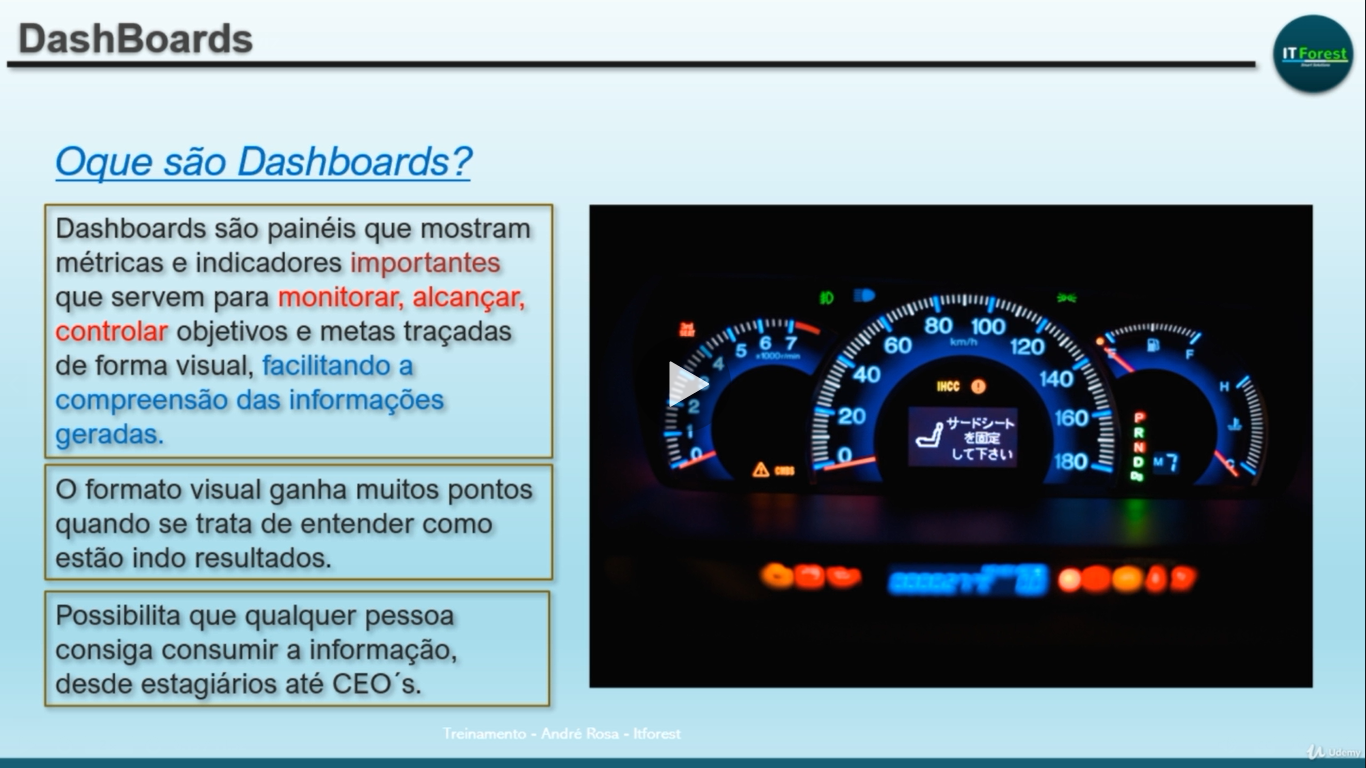 DashBoards
ITForest
Oque são Dashboards?
Dashboards são painéis que mostram
métricas e indicadores importantes
que servem para monitorar, alcançar,
controlar objetivos e metas traçadas
de forma visual, facilitando a
compreensão das informações
geradas.
O formato visual ganha muitos pontos
quando se trata de entender como
estão indo resultados.
Possibilita que qualquer pessoa
consiga consumir a informação,
desde estagiários até CEO´s.
0 1 2 3 4 5 6 7
x1000r/min
0 20 40 60 80 100 120 140 160 180
km/h
IHCC
サードシート
を固定
して下さい
E F
H
C
P
R
N
D
M 7
Treinamento - André Rosa - Itforest
Udemy